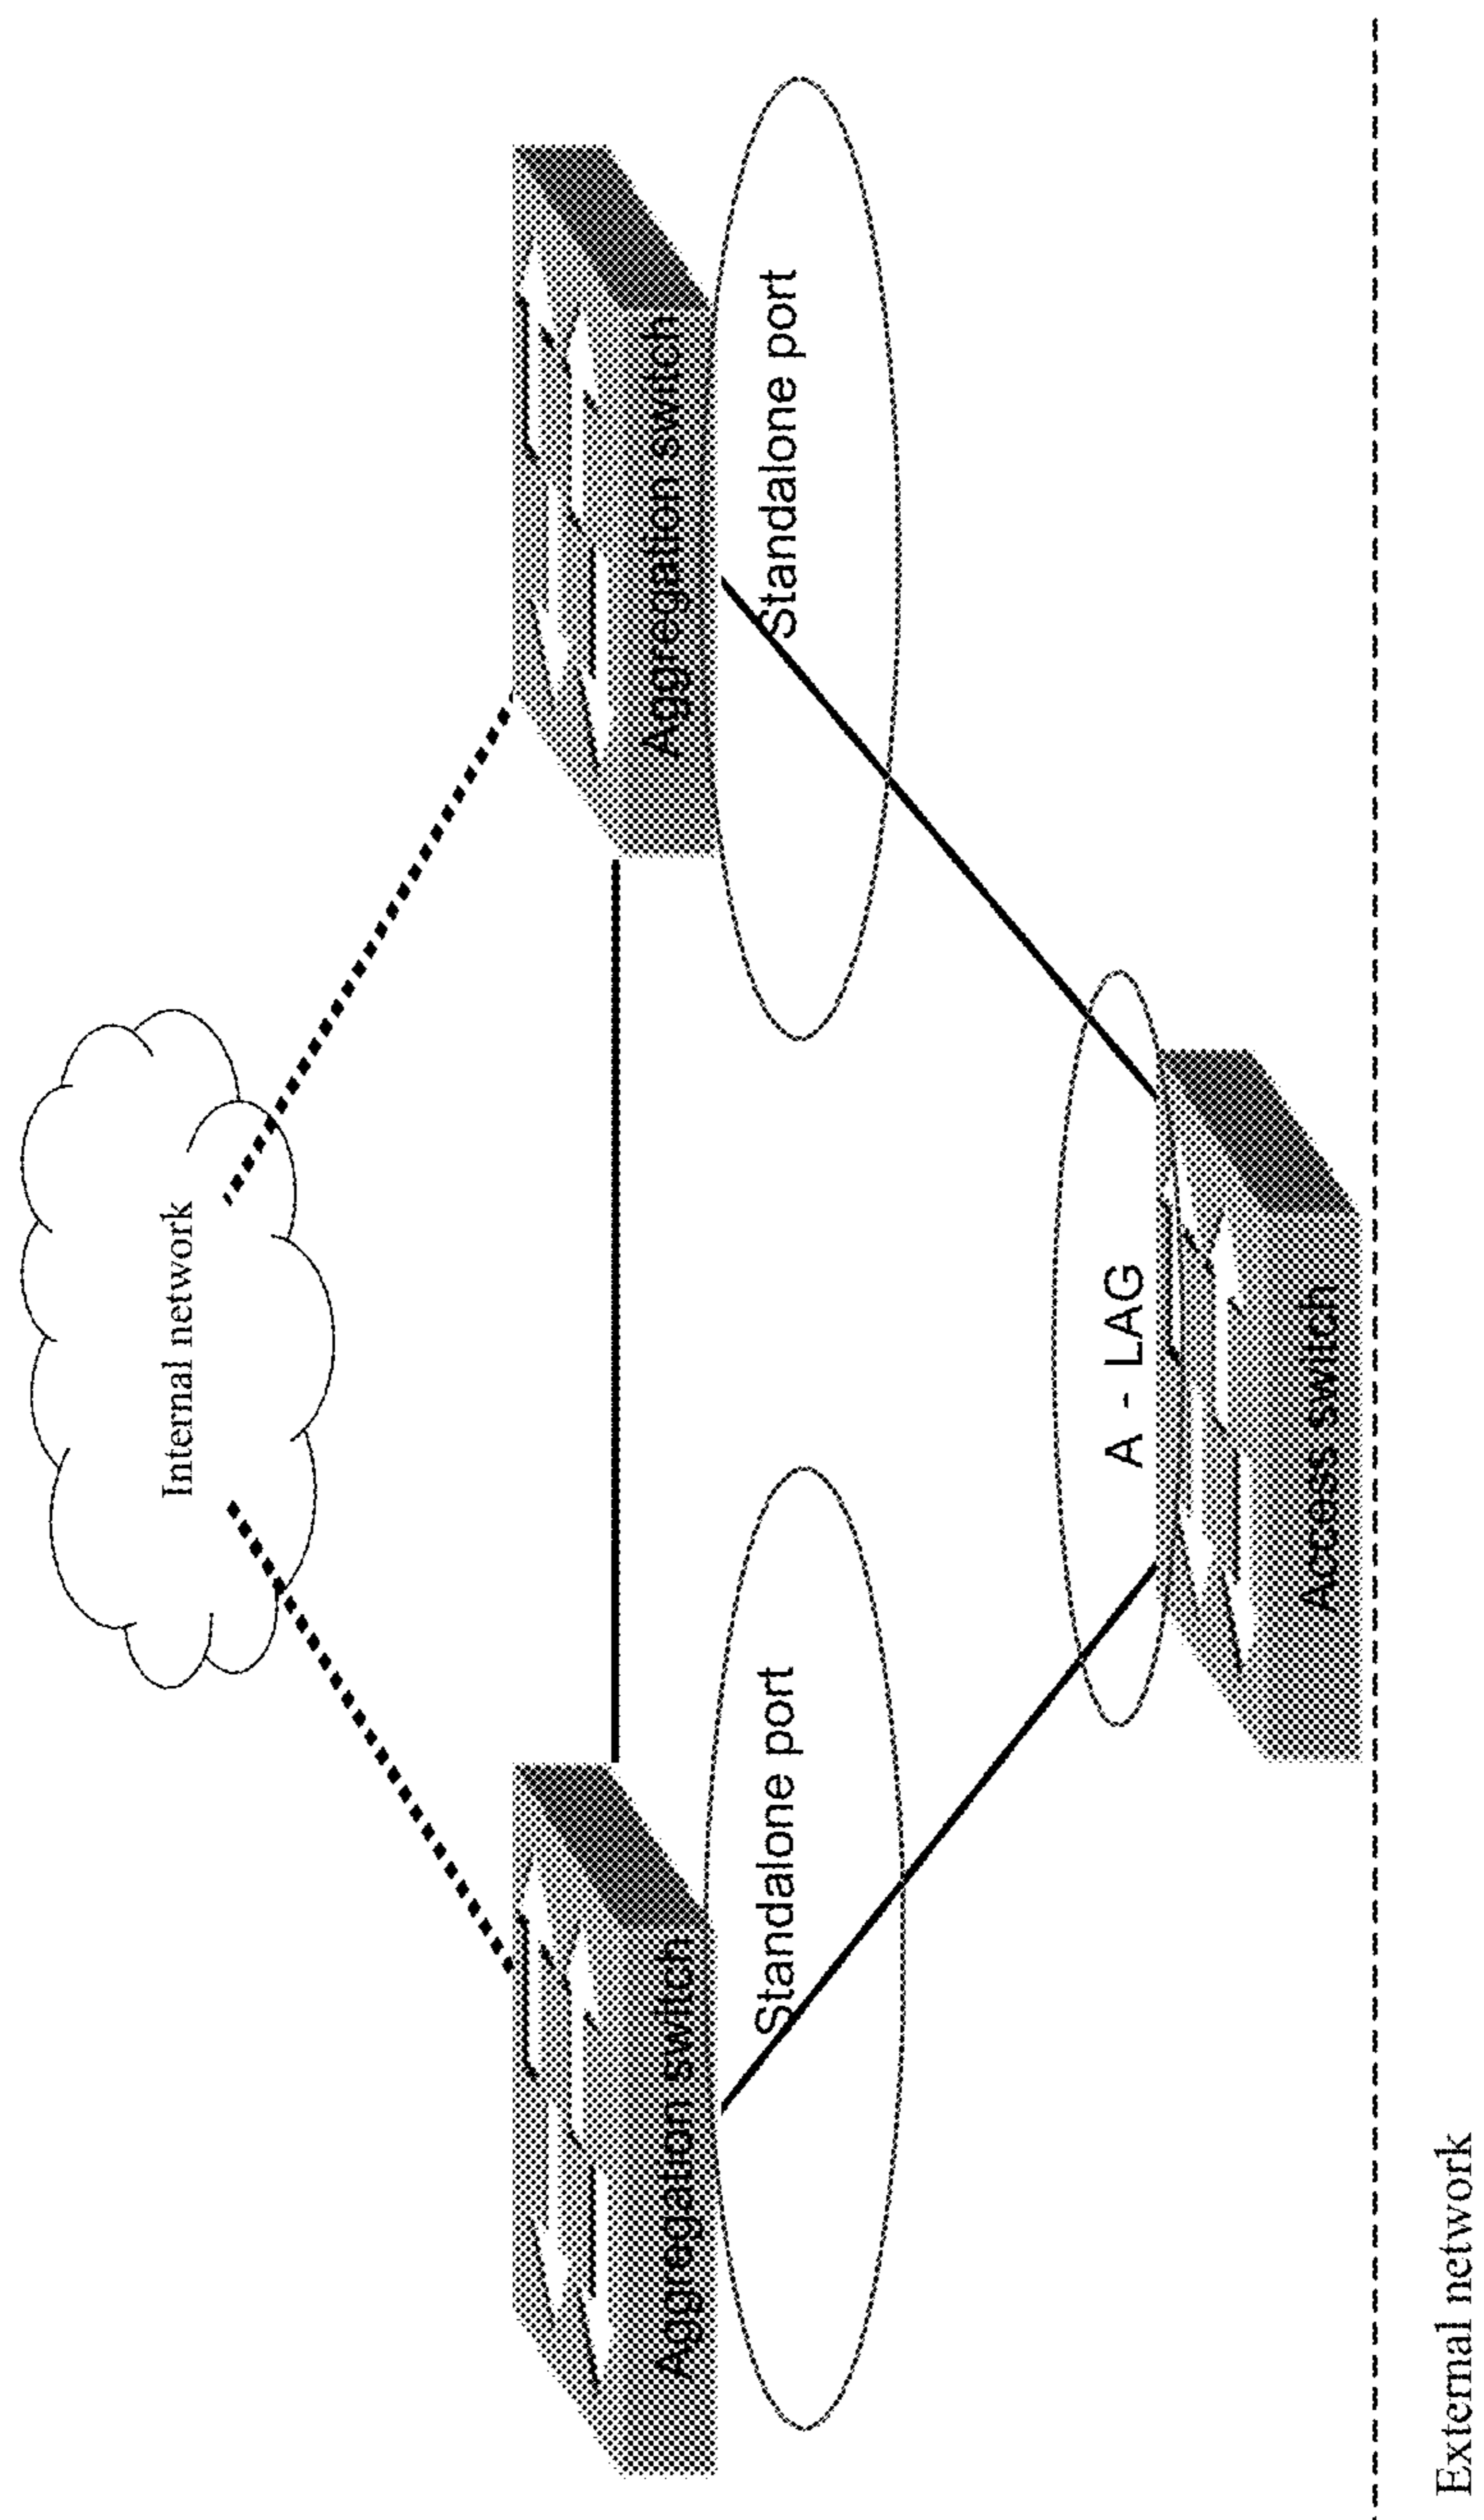 Internal network
Aggregation switch
Aggregation switch
Standalone port
Standalone port
A - LAG
Access switch
External network